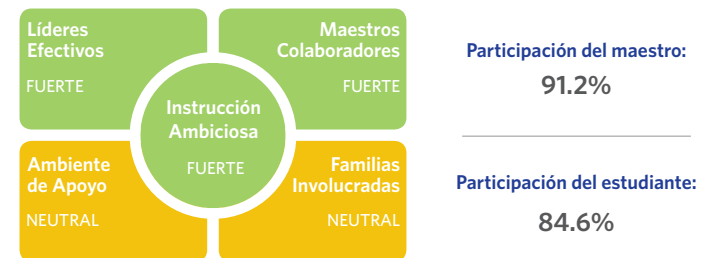 Líderes
Efectivos
FUERTE
Maestros
Colaboradores
FUERTE
Instrucción
Ambiciosa
FUERTE
Ambiente
de Apoyo
NEUTRAL
Familias
Involucradas
NEUTRAL
Participación del maestro:
91.2%
Participación del estudiante:
84.6%